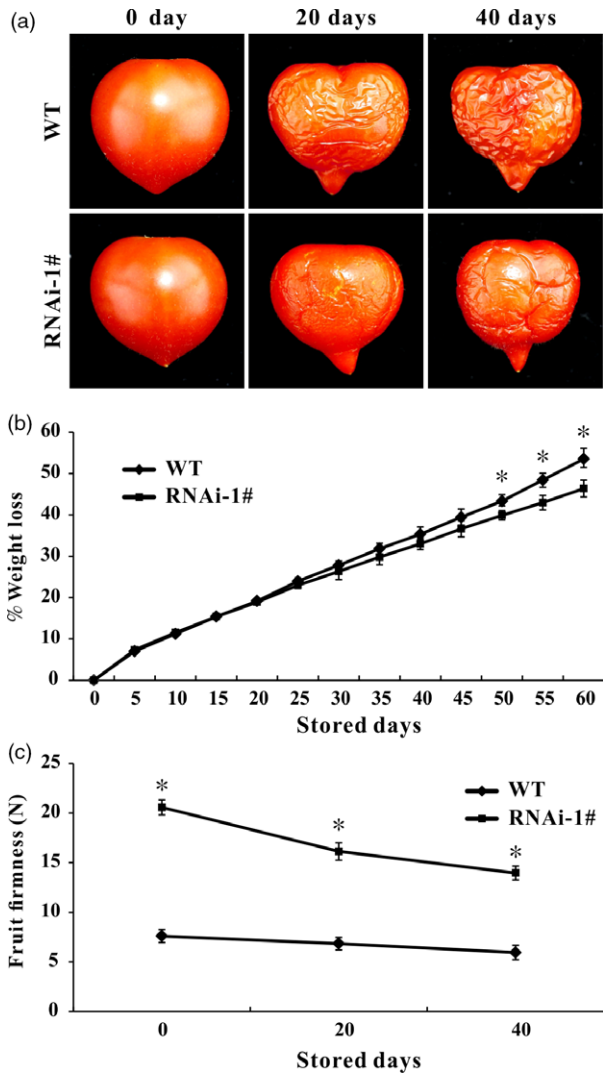 (a)
0 day 20 days 40 days
WT
RNAi-1#
(b)
60
50
40
30
20
10
0
% Weight loss
WT
RNAi-1#
* * *
0 5 10 15 20 25 30 35 40 45 50 55 60
Stored days
(c)
25
20
15
10
5
0
Fruit firmness (N)
WT
RNAi-1#
* * *
0 20 40
Stored days